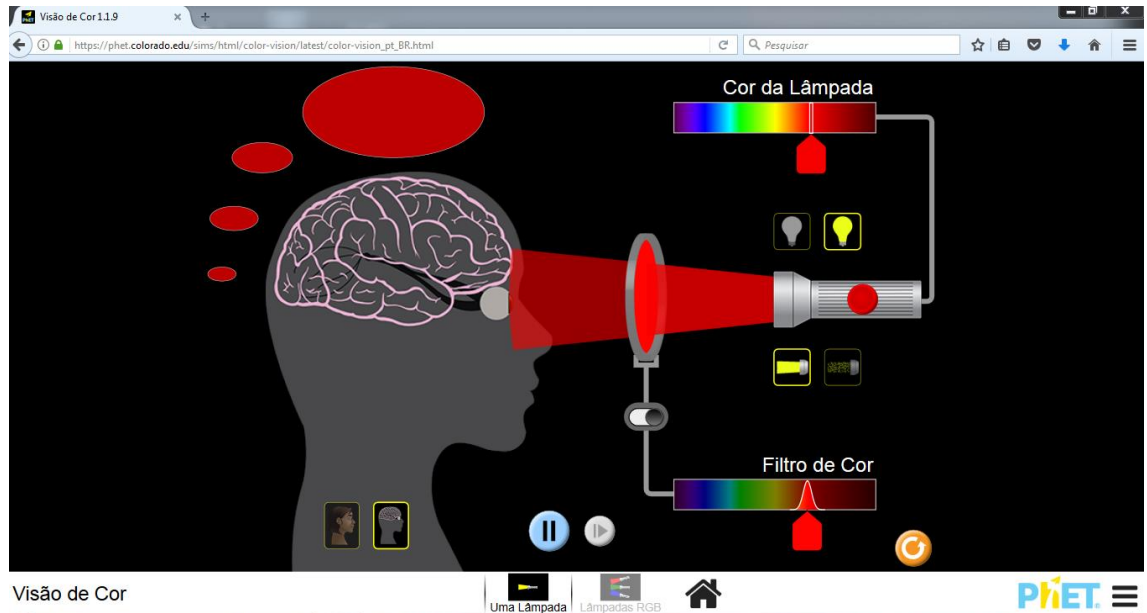 Visão de Cor 1.1.9
https://phet.colorado.edu/sims/html/color-vision/latest/color-vision_pt_BR.html
Pesquisar
Cor da Lâmpada
Filtro de Cor
Visão de Cor
Uma Lâmpada
Lâmpadas RGB
PhET